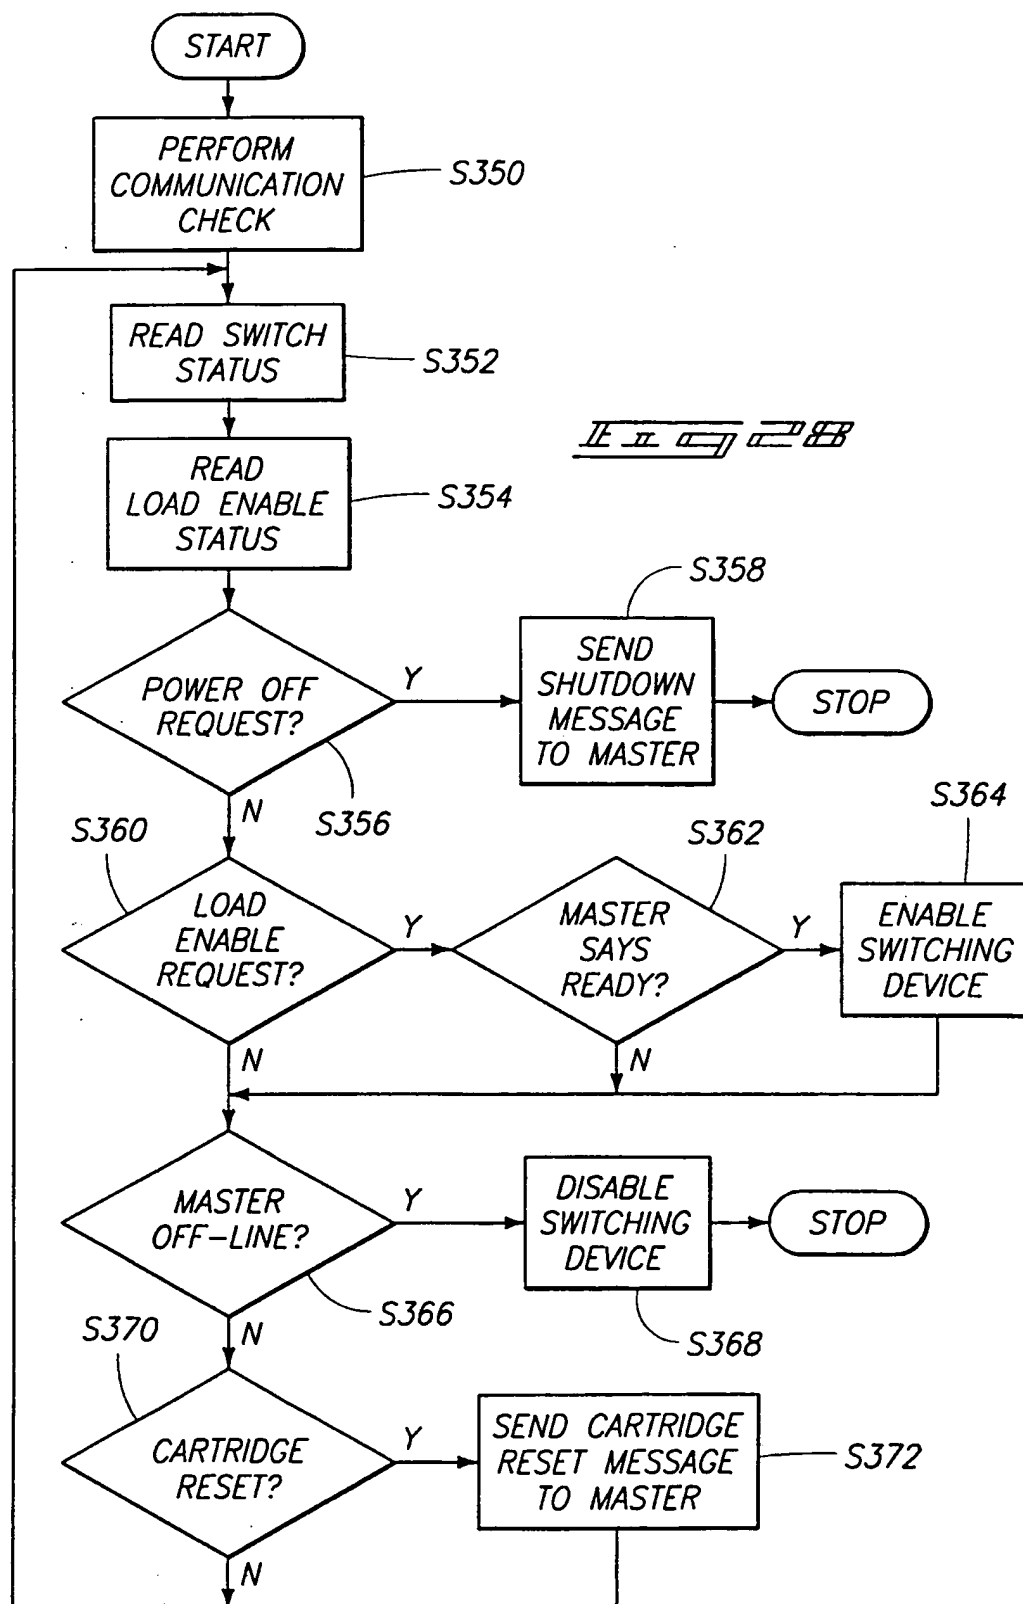 START
PERFORM
COMMUNICATION
CHECK
S350
READ SWITCH
STATUS
S352
Fig 28
READ
LOAD ENABLE
STATUS
S354
S358
POWER OFF
REQUEST?
Y
SEND
SHUTDOWN
MESSAGE
TO MASTER
STOP
N
S356
S360
S362
S364
LOAD
ENABLE
REQUEST?
Y
MASTER
SAYS
READY?
Y
ENABLE
SWITCHING
DEVICE
N
N
MASTER
OFF-LINE?
Y
DISABLE
SWITCHING
DEVICE
STOP
S366
S368
N
S370
CARTRIDGE
RESET?
Y
SEND CARTRIDGE
RESET MESSAGE
TO MASTER
S372
N